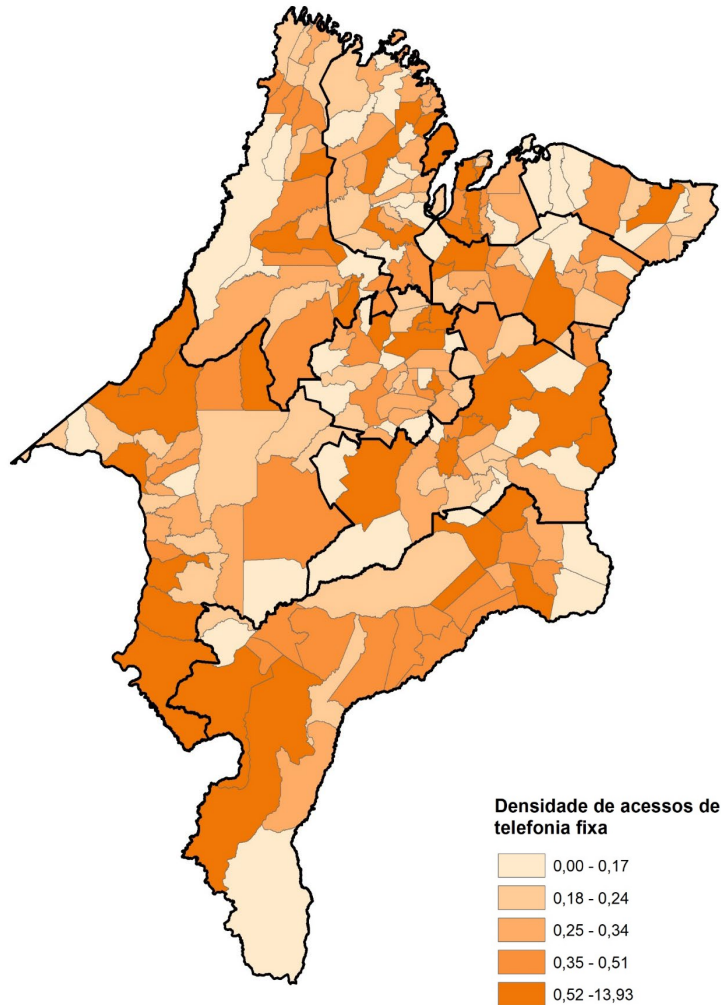 Densidade de acessos de
telefonia fixa
0,00 - 0,17
0,18 - 0,24
0,25 - 0,34
0,35 - 0,51
0,52 -13,93